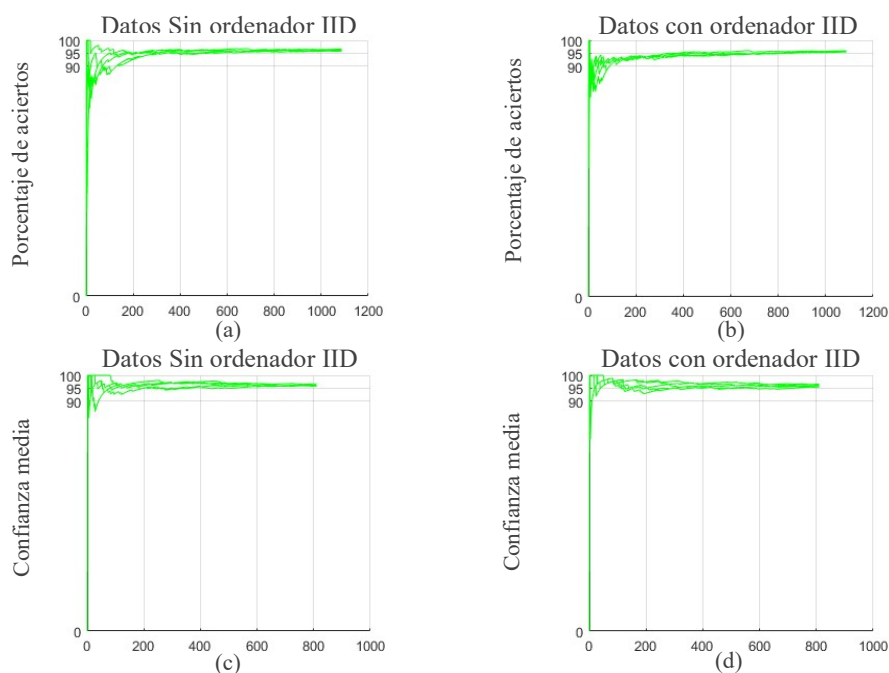 Datos Sin ordenador IID
Porcentaje de aciertos
100
95
90
0
0 200 400 600 800 1000 1200
(a)
Datos con ordenador IID
Porcentaje de aciertos
100
95
90
0
0 200 400 600 800 1000 1200
(b)
Datos Sin ordenador IID
Confianza media
100
95
90
0
0 200 400 600 800 1000
(c)
Datos con ordenador IID
Confianza media
100
95
90
0
0 200 400 600 800 1000
(d)